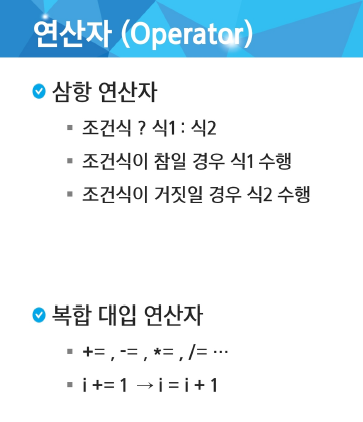 연산자 (Operator)
삼항 연산자
조건식 ? 식1 : 식2
조건식이 참일 경우 식1 수행
조건식이 거짓일 경우 식2 수행
복합 대입 연산자
+= , -= , *= , /= …
i += 1 → i = i + 1